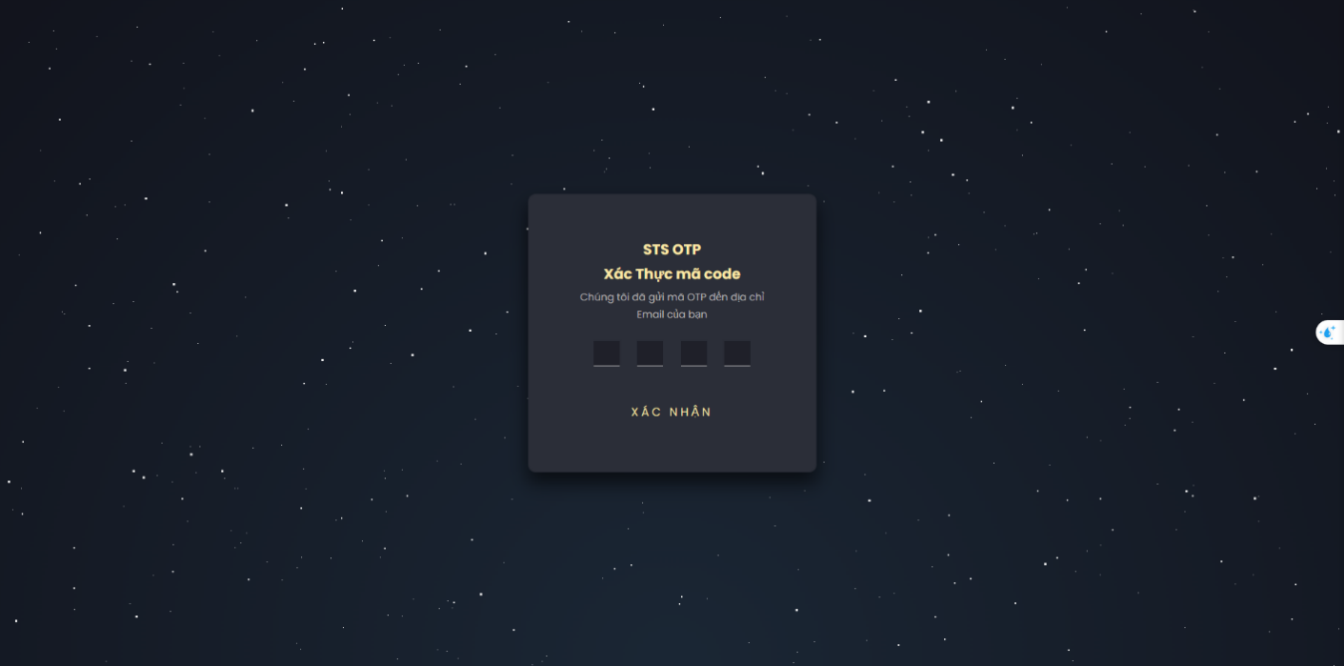 STS OTP
Xác Thực mã code
Chúng tôi đã gửi mã OTP đến địa chỉ
Email của bạn
XÁC NHẬN